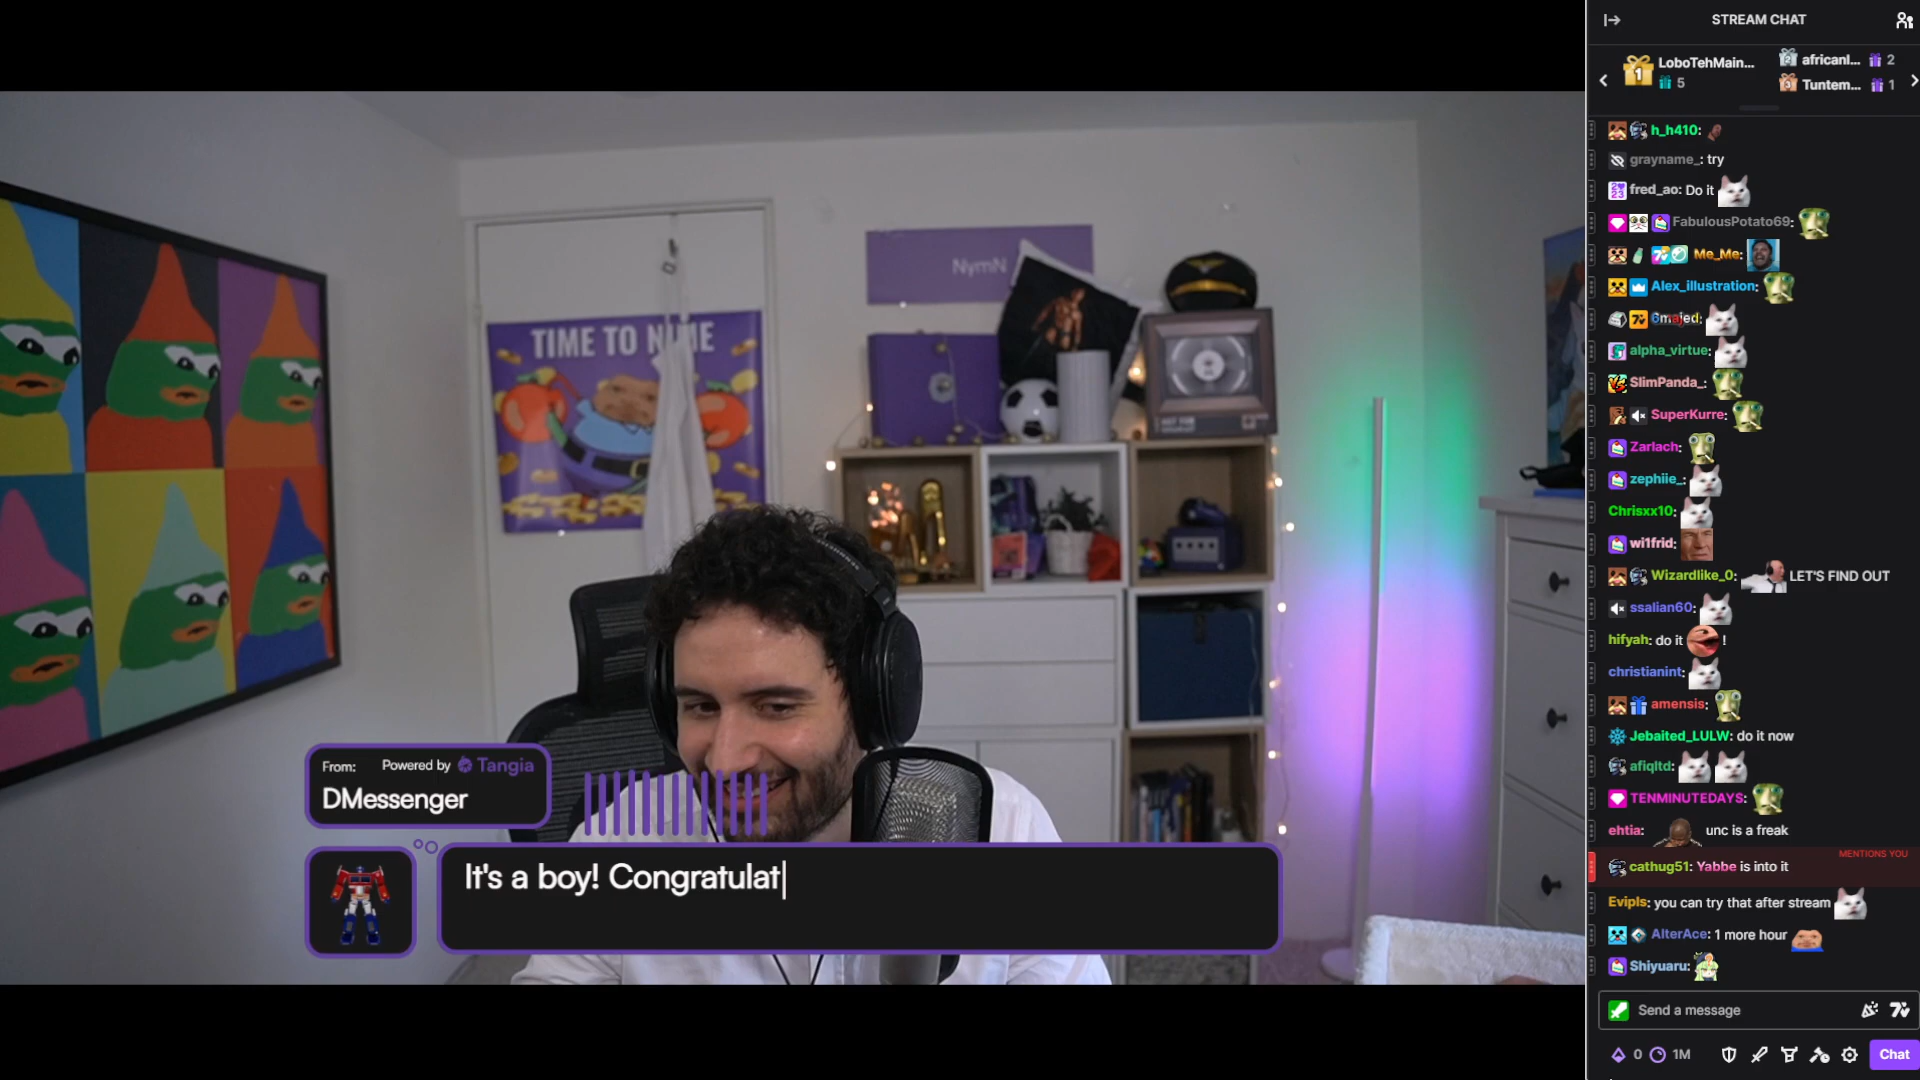 NymN
TIME TO NIME
From:
Powered by Tangia
DMessenger
It's a boy! Congratulat
STREAM CHAT
LoboTehMain...
5
africanl... 2
Tuntem... 1
h_h410:
grayname_: try
fred_ao: Do it
FabulousPotato69:
Me_Me:
Alex_illustration:
6majed:
alpha_virtue:
SlimPanda_:
SuperKurre:
Zarlach:
zephiie_:
Chrisxx10:
wi1frid:
Wizardlike_0: LET'S FIND OUT
ssalian60:
hifyah: do it !
christianint:
amensis:
Jebaited_LULW: do it now
afiqltd:
TENMINUTEDAYS:
ehtia: unc is a freak
MENTIONS YOU
cathug51: Yabbe is into it
Evipls: you can try that after stream
AlterAce: 1 more hour
Shiyuaru:
Send a message
0 1M
Chat